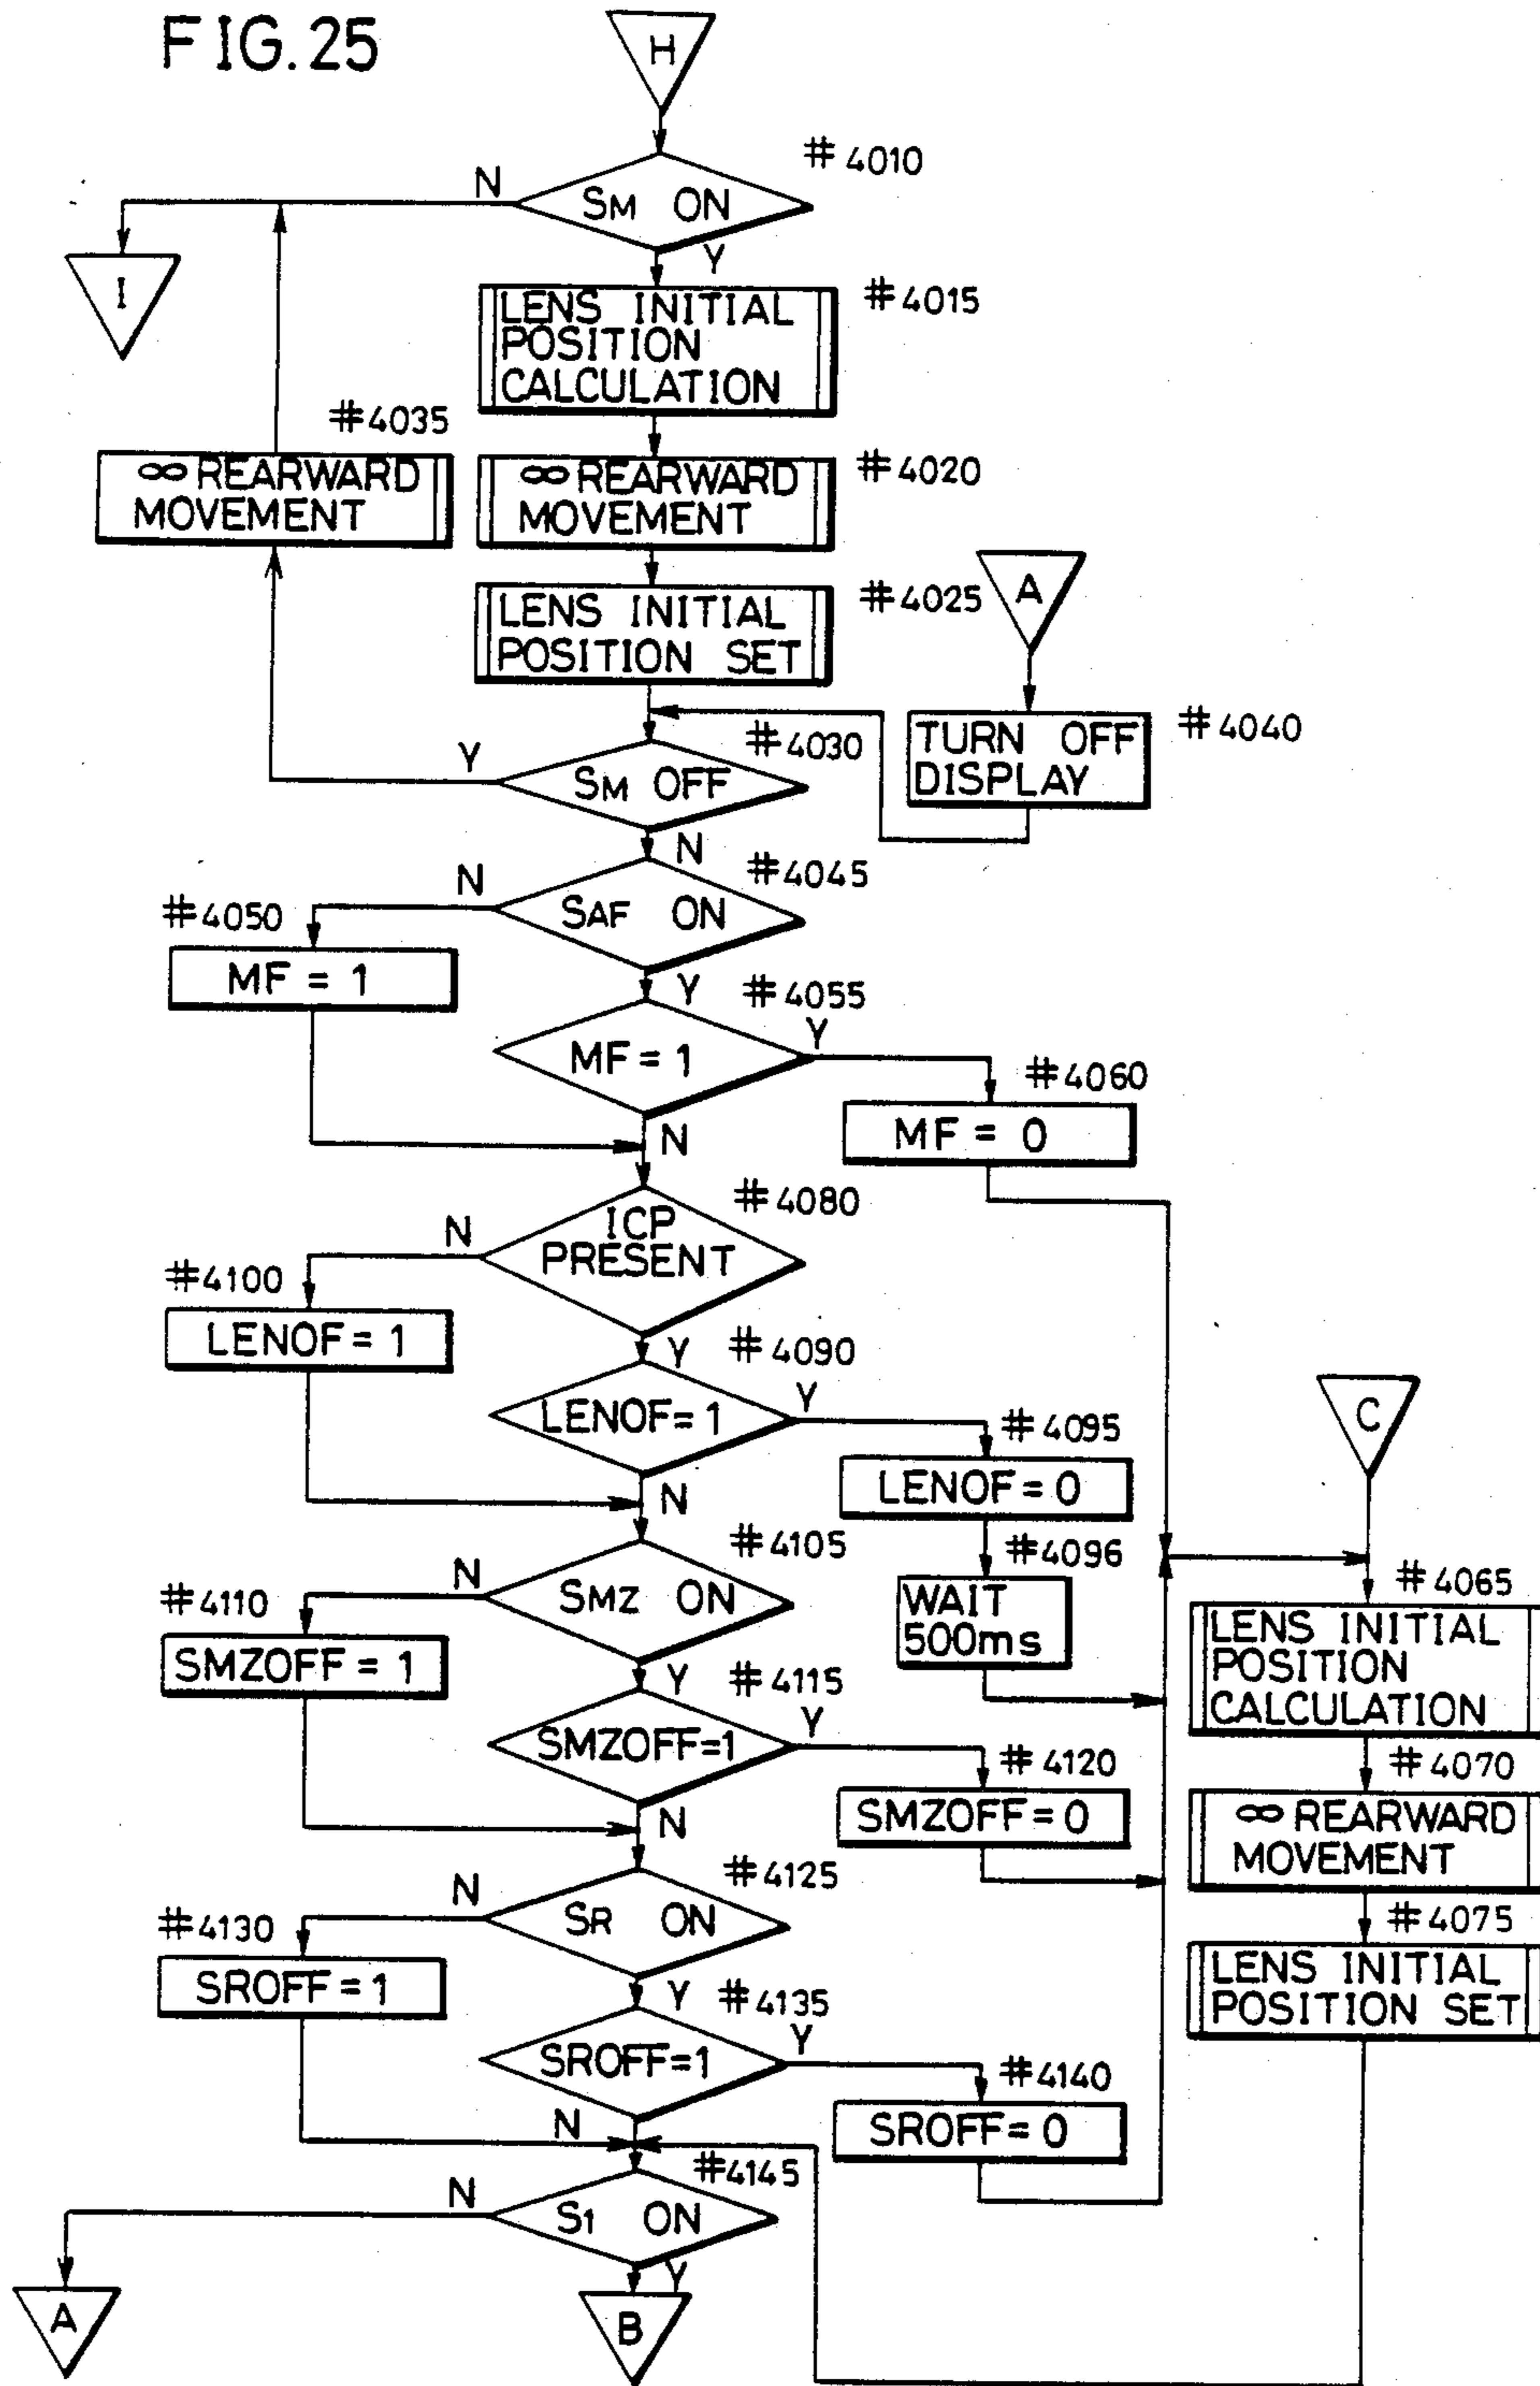 FIG. 25
H
#4010
N
SM ON
Y
I
LENS INITIAL
POSITION
CALCULATION
#4015
#4035
∞ REARWARD
MOVEMENT
∞ REARWARD
MOVEMENT
#4020
A
LENS INITIAL
POSITION SET
#4025
#4030
TURN OFF
DISPLAY
#4040
Y
SM OFF
N
#4045
N
SAF ON
#4050
MF = 1
Y
#4055
MF = 1
Y
#4060
MF = 0
N
#4080
N
ICP
PRESENT
#4100
LENOF = 1
Y
#4090
LENOF = 1
Y
C
#4095
LENOF = 0
N
#4105
#4096
N
SMZ ON
WAIT
500ms
#4065
#4110
SMZOFF = 1
LENS INITIAL
POSITION
CALCULATION
Y
#4115
SMZOFF=1
Y
#4120
SMZOFF = 0
#4070
∞ REARWARD
MOVEMENT
N
#4125
N
SR ON
#4075
#4130
SROFF = 1
LENS INITIAL
POSITION SET
Y
#4135
SROFF=1
Y
#4140
SROFF = 0
N
#4145
N
S1 ON
Y
A
B